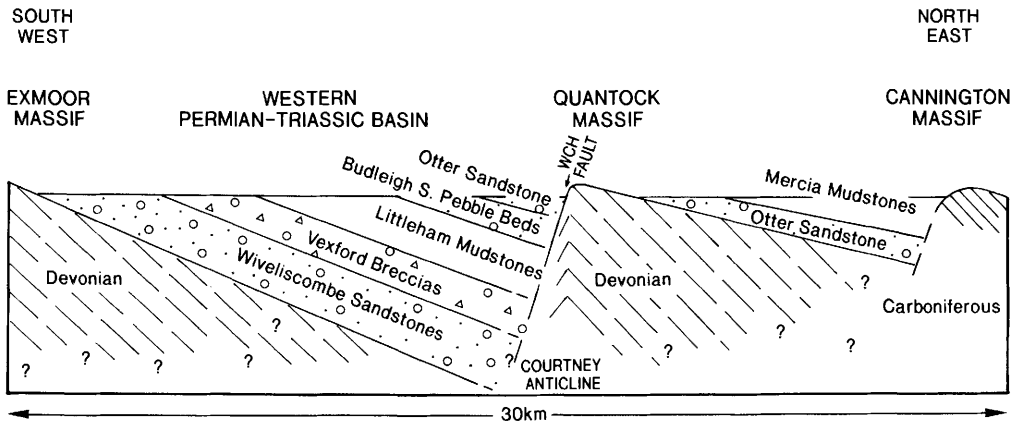 SOUTH
WEST
NORTH
EAST
EXMOOR
MASSIF
WESTERN
PERMIAN–TRIASSIC BASIN
QUANTOCK
MASSIF
CANNINGTON
MASSIF
WCH
FAULT
Otter Sandstone
Budleigh S. Pebble Beds
Littleham Mudstones
Vexford Breccias
Wiveliscombe Sandstones
Mercia Mudstones
Otter Sandstone
Devonian
Devonian
Carboniferous
?
?
?
?
?
?
?
?
?
?
COURTNEY
ANTICLINE
30km